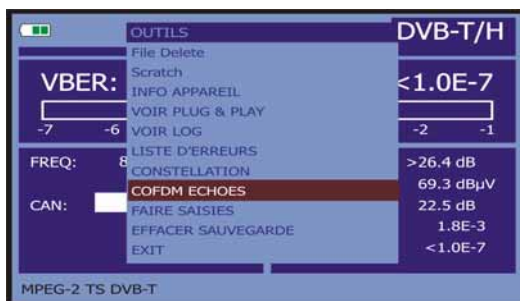 OUTILS
DVB-T/H
File Delete
Scratch
INFO APPAREIL
VOIR PLUG & PLAY
VOIR LOG
LISTE D'ERREURS
CONSTELLATION
COFDM ECHOES
FAIRE SAISIES
EFFACER SAUVEGARDE
EXIT
VBER:
<1.0E-7
-7 -6 -2 -1
FREQ: 8
>26.4 dB
69.3 dBµV
CAN:
22.5 dB
1.8E-3
<1.0E-7
MPEG-2 TS DVB-T